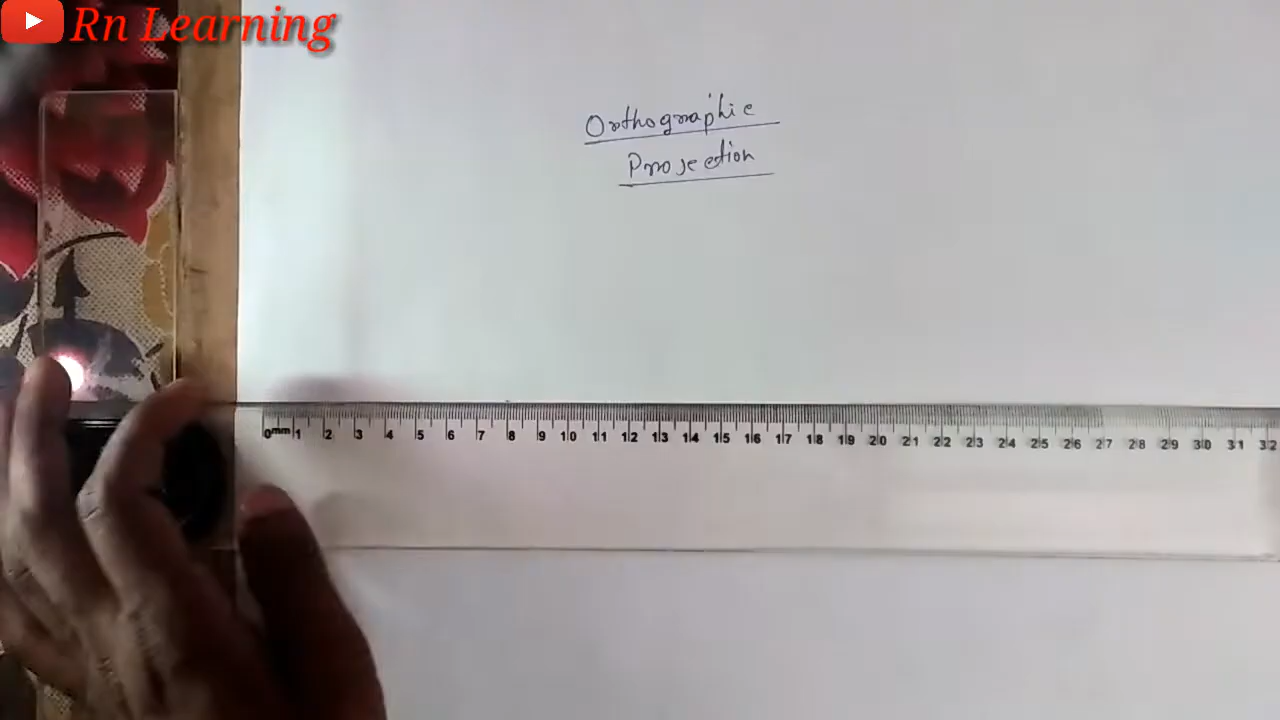 Rn Learning
Orthographic
Projection
0mm 1 2 3 4 5 6 7 8 9 10 11 12 13 14 15 16 17 18 19 20 21 22 23 24 25 26 27 28 29 30 31 32